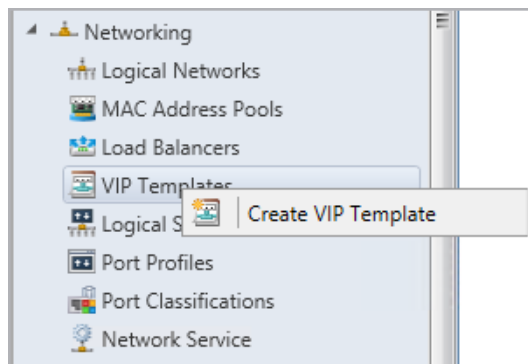 Networking
Logical Networks
MAC Address Pools
Load Balancers
VIP Templates
Create VIP Template
Logical S
Port Profiles
Port Classifications
Network Service